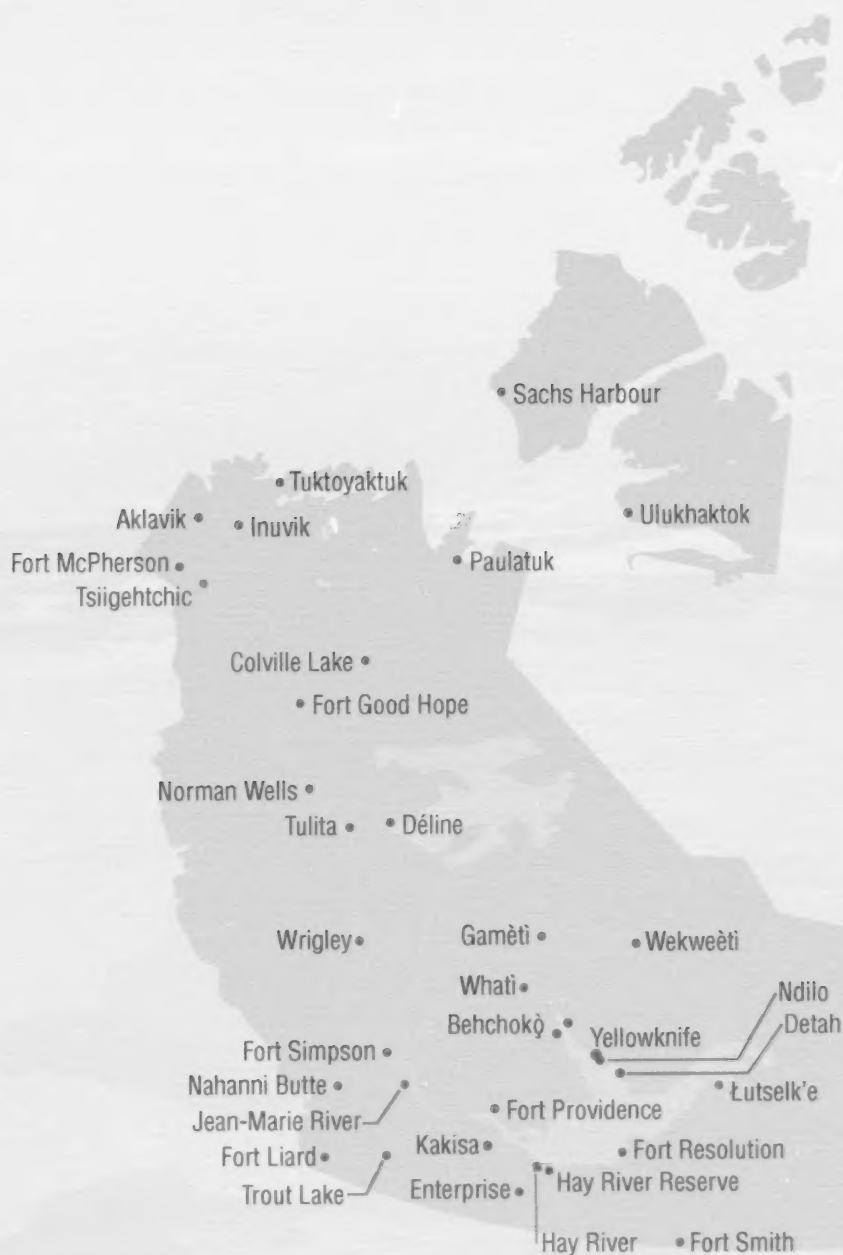 Sachs Harbour
Tuktoyaktuk
Aklavik
Inuvik
Ulukhaktok
Fort McPherson
Paulatuk
Tsiigehtchic
Colville Lake
Fort Good Hope
Norman Wells
Tulita
Déline
Wrigley
Gamètì
Wekweètì
Whatì
Ndilo
Behchokǫ̀
Yellowknife
Detah
Fort Simpson
Nahanni Butte
Łutselk'e
Jean-Marie River
Fort Providence
Fort Liard
Kakisa
Fort Resolution
Trout Lake
Enterprise
Hay River Reserve
Hay River
Fort Smith